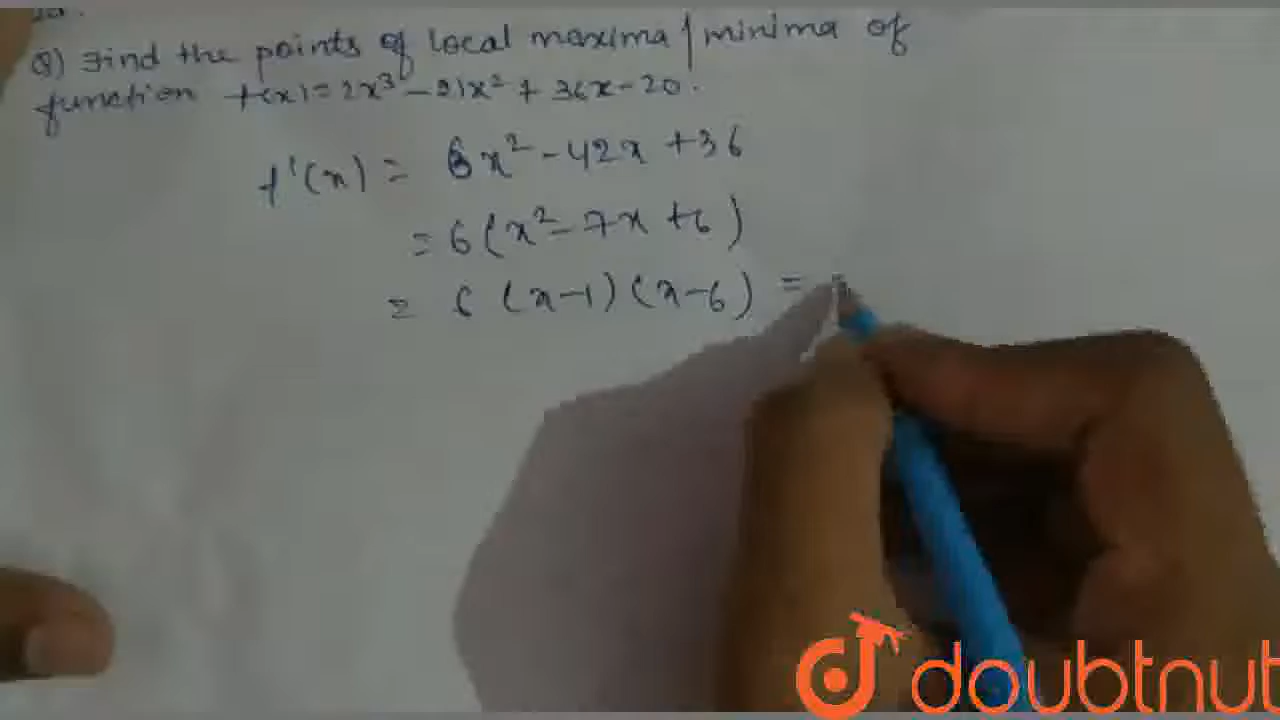 Q) Find the points of local maxima/minima of
function f(x)=2x³-21x²+36x-20.
f'(x) = 6x²-42x+36
= 6(x²-7x+6)
= 6(x-1)(x-6) =
doubtnut